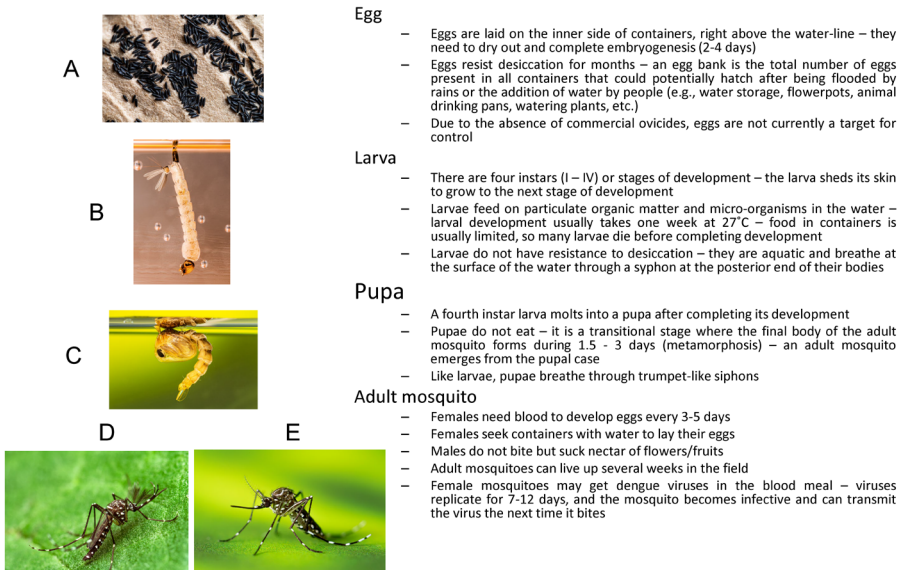 Egg
– Eggs are laid on the inner side of containers, right above the water-line – they
need to dry out and complete embryogenesis (2-4 days)
– Eggs resist desiccation for months – an egg bank is the total number of eggs
present in all containers that could potentially hatch after being flooded by
rains or the addition of water by people (e.g., water storage, flowerpots, animal
drinking pans, watering plants, etc.)
– Due to the absence of commercial ovicides, eggs are not currently a target for
control
A
Larva
– There are four instars (I – IV) or stages of development – the larva sheds its skin
to grow to the next stage of development
– Larvae feed on particulate organic matter and micro-organisms in the water –
larval development usually takes one week at 27˚C – food in containers is
usually limited, so many larvae die before completing development
– Larvae do not have resistance to desiccation – they are aquatic and breathe at
the surface of the water through a syphon at the posterior end of their bodies
B
Pupa
– A fourth instar larva molts into a pupa after completing its development
– Pupae do not eat – it is a transitional stage where the final body of the adult
mosquito forms during 1.5 - 3 days (metamorphosis) – an adult mosquito
emerges from the pupal case
– Like larvae, pupae breathe through trumpet-like siphons
C
Adult mosquito
– Females need blood to develop eggs every 3-5 days
– Females seek containers with water to lay their eggs
– Males do not bite but suck nectar of flowers/fruits
– Adult mosquitoes can live up several weeks in the field
– Female mosquitoes may get dengue viruses in the blood meal – viruses
replicate for 7-12 days, and the mosquito becomes infective and can transmit
the virus the next time it bites
D E